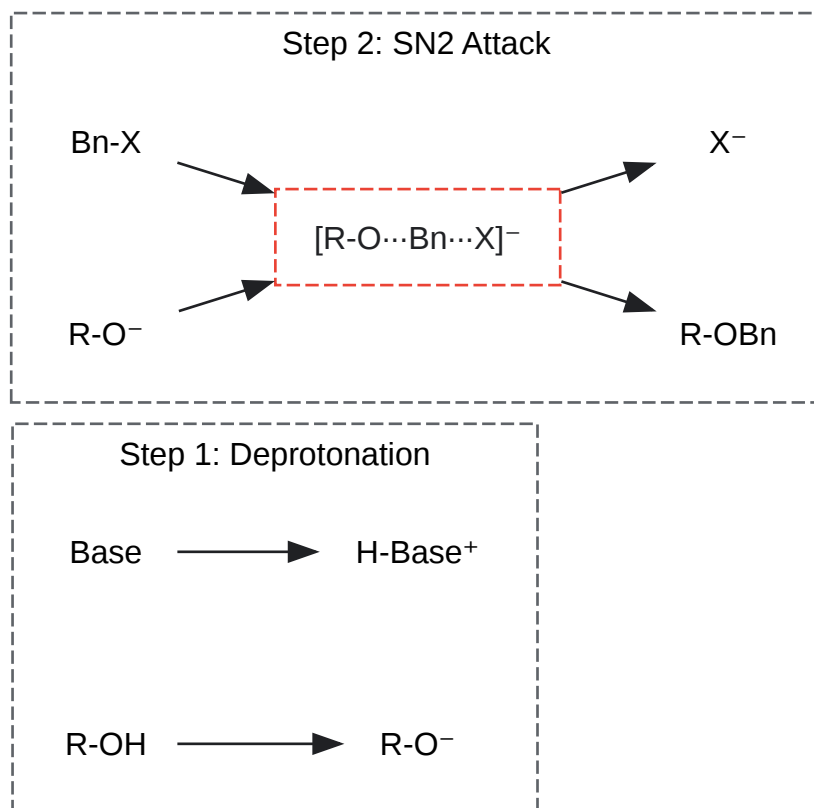 Step 2: SN2 Attack
Bn-X
X⁻
[R-O···Bn···X]⁻
R-O⁻
R-OBn
Step 1: Deprotonation
Base
H-Base⁺
R-OH
R-O⁻